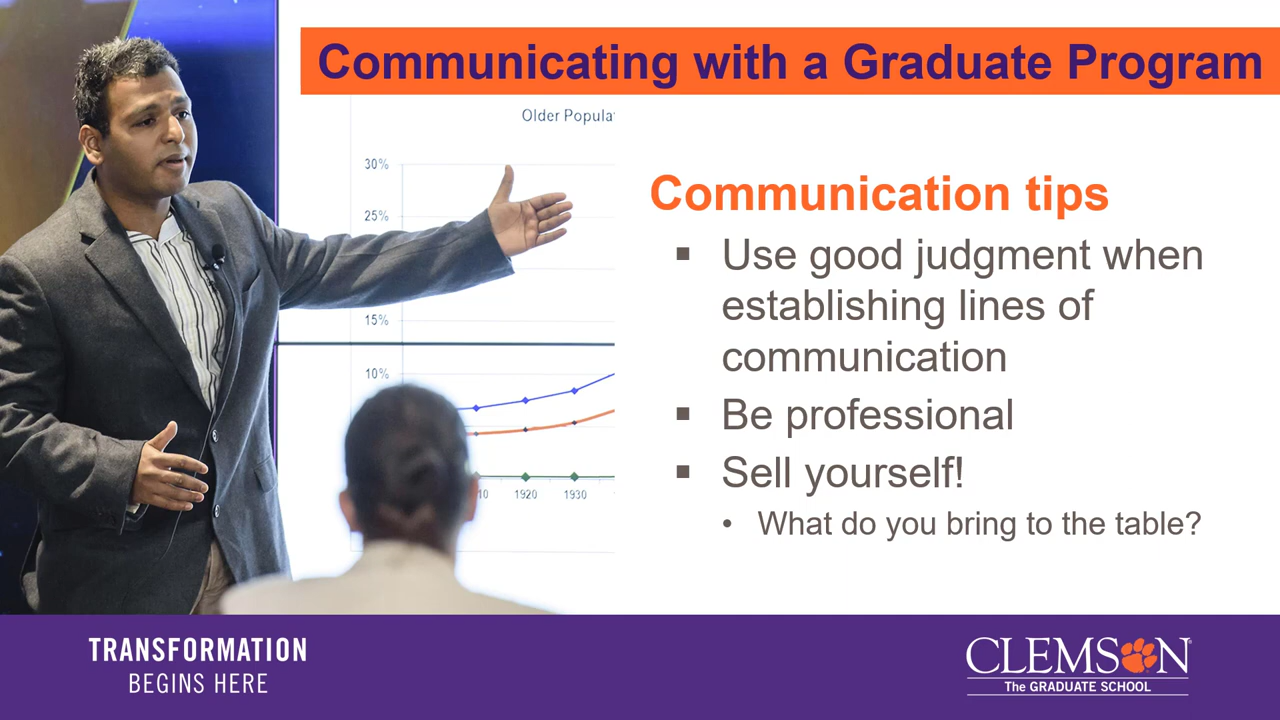 Communicating with a Graduate Program
Older Popula
30%
25%
15%
10%
10
1920
1930
Communication tips
▪ Use good judgment when
establishing lines of
communication
▪ Be professional
▪ Sell yourself!
• What do you bring to the table?
TRANSFORMATION
BEGINS HERE
CLEMSON®
The GRADUATE SCHOOL